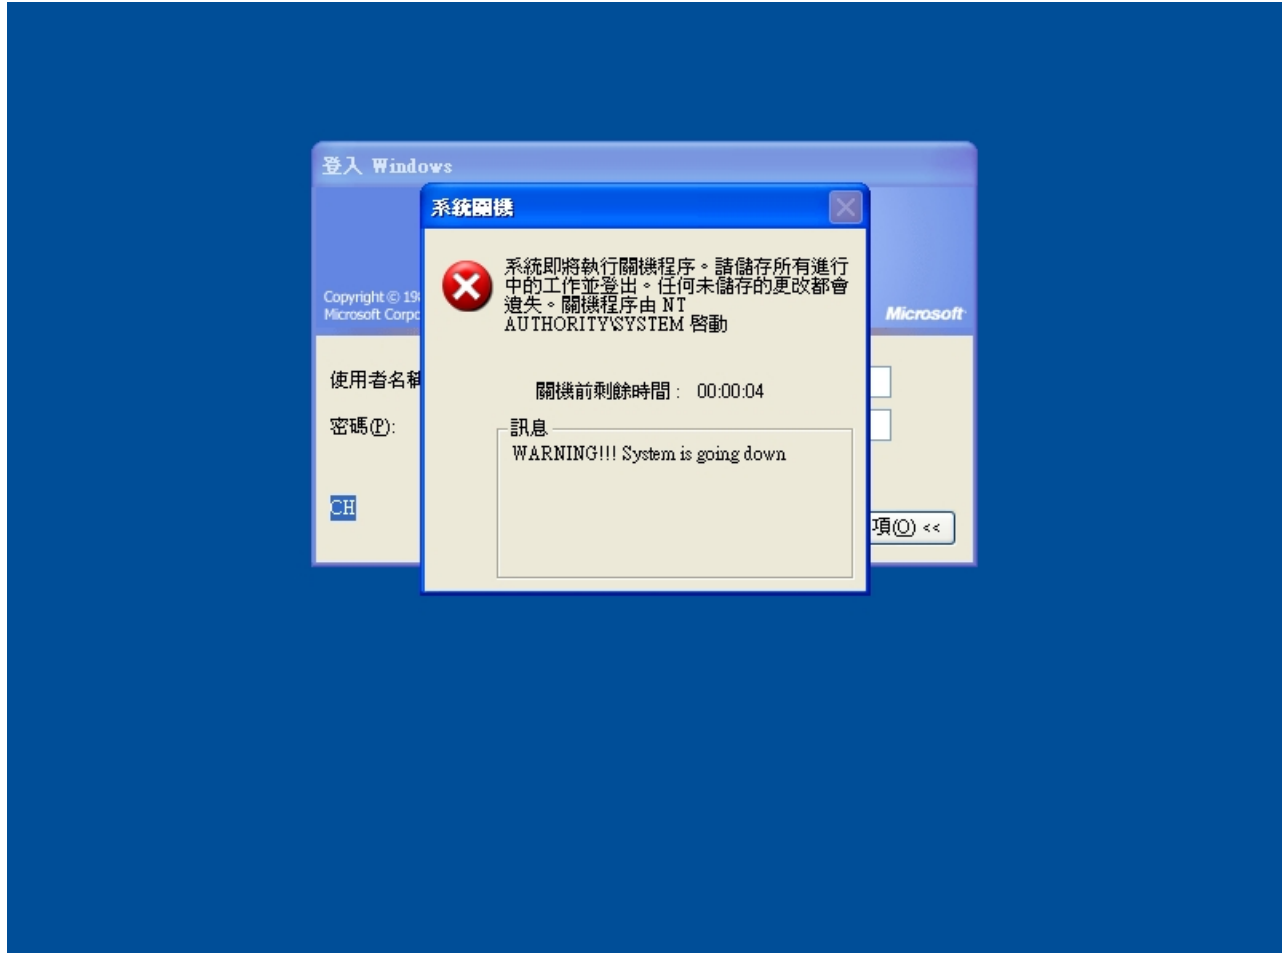 登入 Windows
系統關機
系統即將執行關機程序。請儲存所有進行
中的工作並登出。任何未儲存的更改都會
遺失。關機程序由 NT
AUTHORITY\SYSTEM 啓動
Copyright © 19
Microsoft Corpo
Microsoft
使用者名稱
關機前剩餘時間： 00:00:04
密碼(P):
訊息
WARNING!!! System is going down
CH
項(O) <<